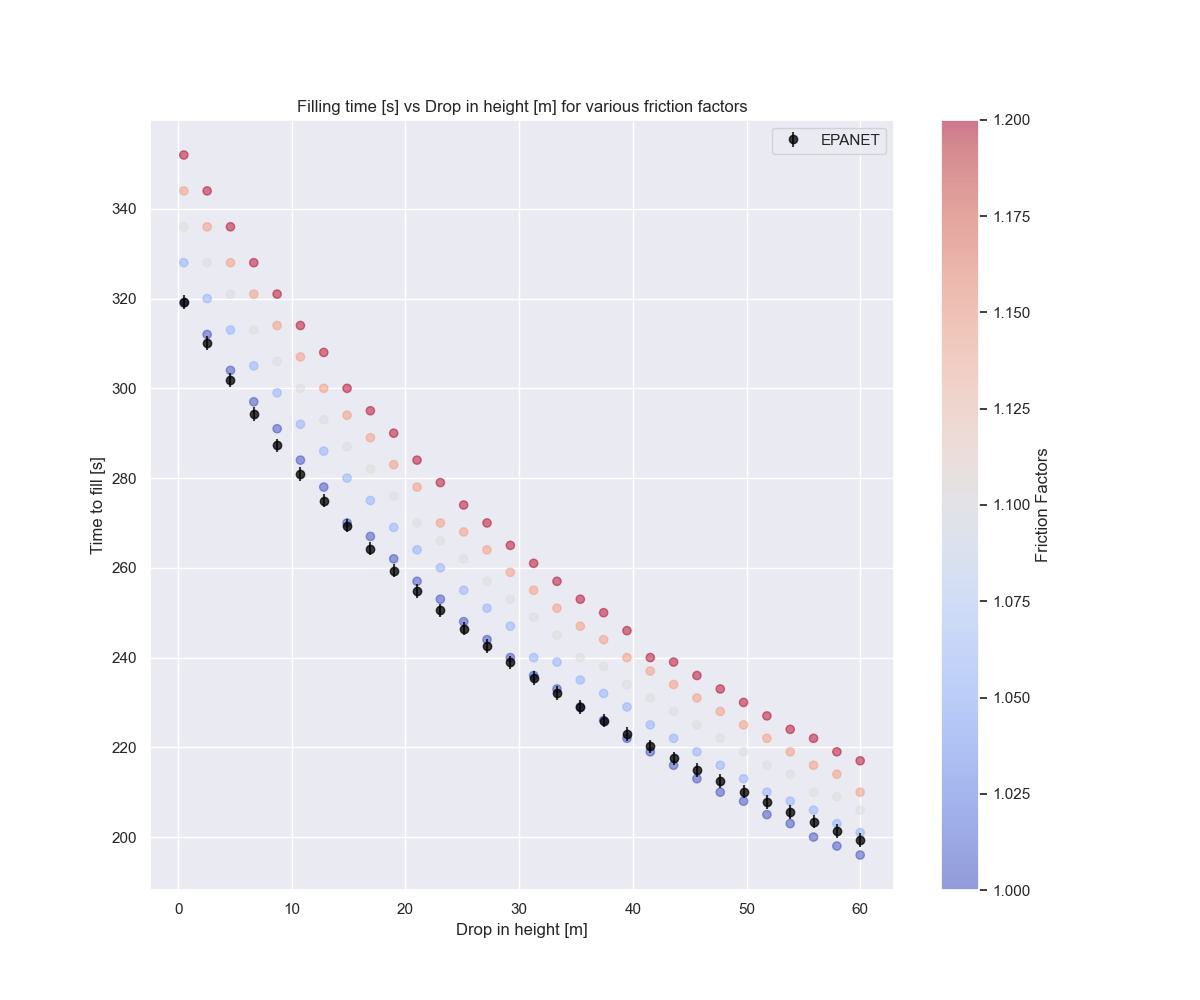 Filling time [s] vs Drop in height [m] for various friction factors
EPANET
340
320
300
280
260
240
220
200
Time to fill [s]
0 10 20 30 40 50 60
Drop in height [m]
1.200
1.175
1.150
1.125
1.100
1.075
1.050
1.025
1.000
Friction Factors